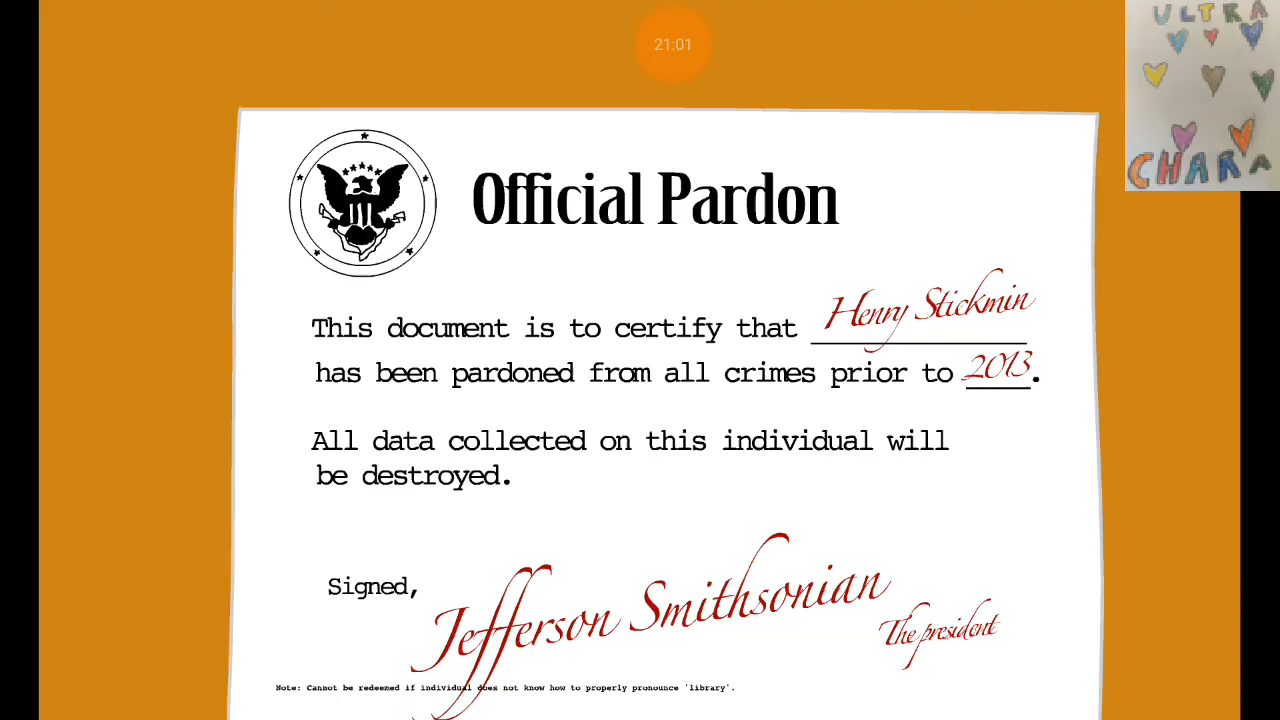 21:01
ULTRA
CHARA
Official Pardon
This document is to certify that Henry Stickmin
has been pardoned from all crimes prior to 2013.
All data collected on this individual will
be destroyed.
Signed,
Jefferson Smithsonian
The president
Note: Cannot be redeemed if individual does not know how to properly pronounce 'library'.